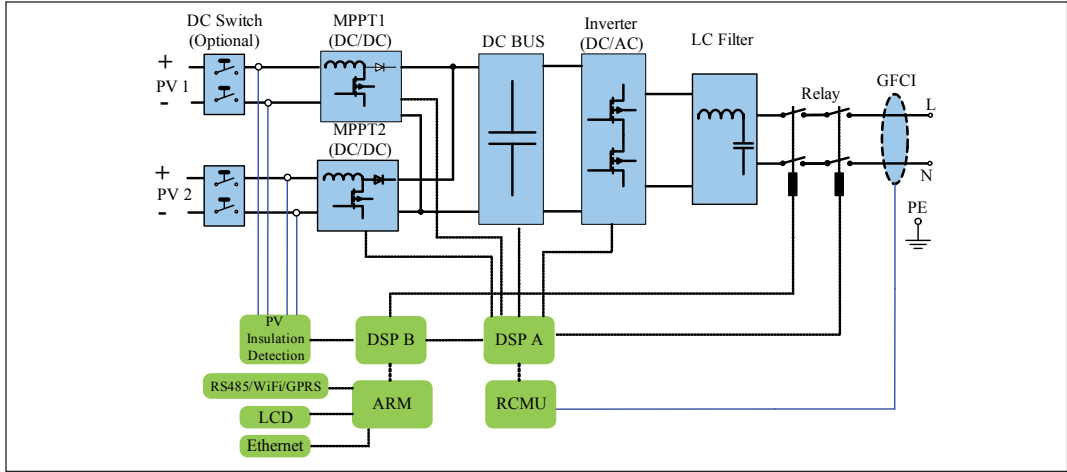 DC Switch
(Optional)
MPPT1
(DC/DC)
DC BUS
Inverter
(DC/AC)
LC Filter
Relay
GFCI
+
PV 1
-
L
N
PE
MPPT2
(DC/DC)
+
PV 2
-
PV
Insulation
Detection
DSP B
DSP A
RS485/WiFi/GPRS
LCD
Ethernet
ARM
RCMU